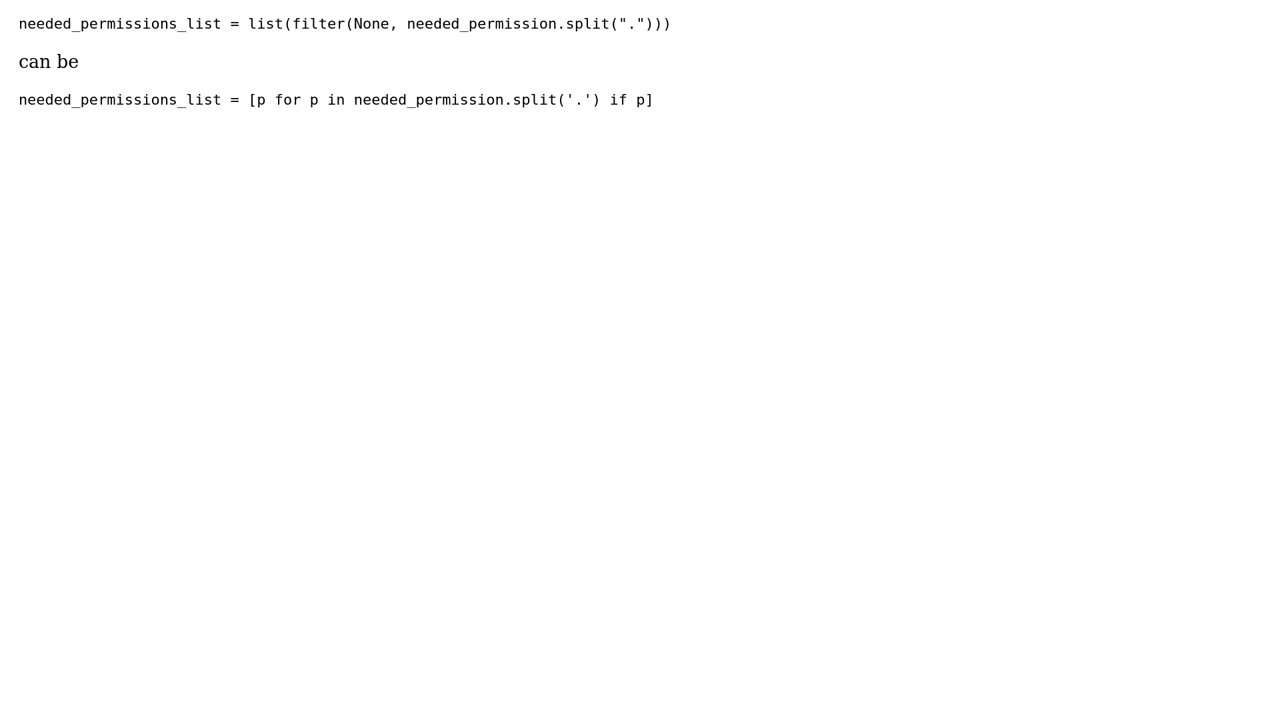 needed_permissions_list = list(filter(None, needed_permission.split(".")))
can be
needed_permissions_list = [p for p in needed_permission.split('.') if p]